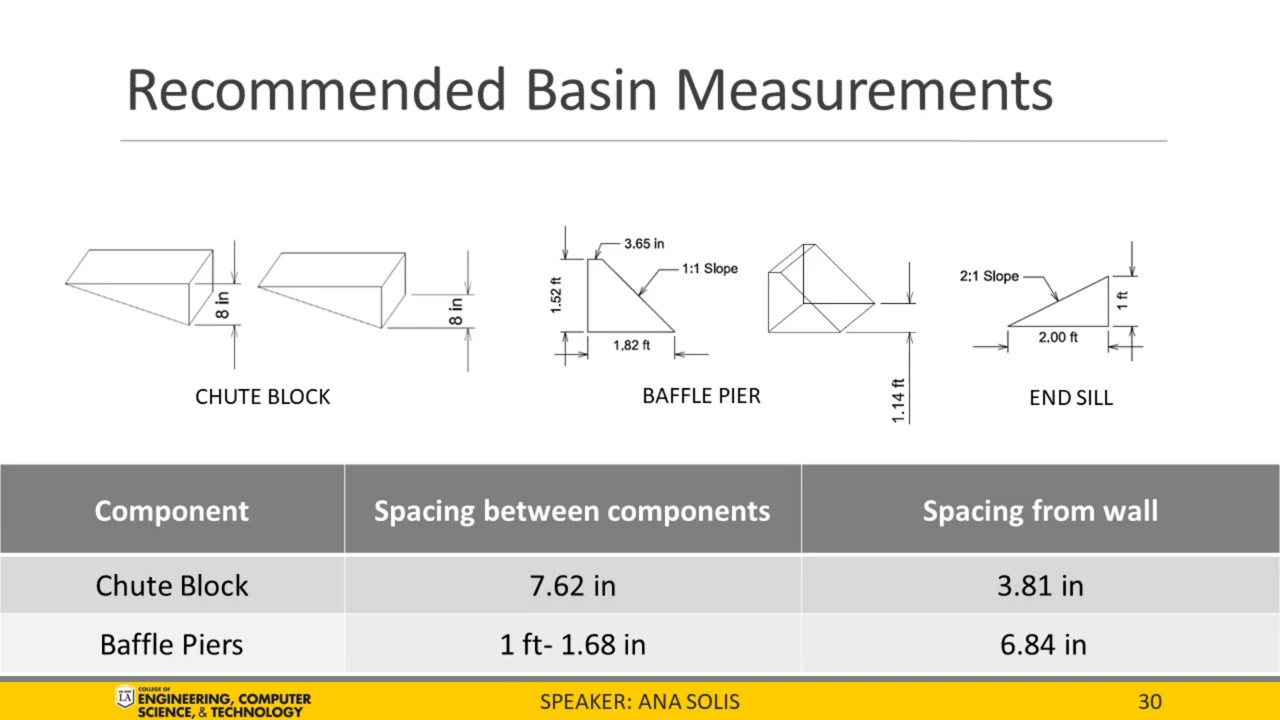 Recommended Basin Measurements
8 in
8 in
CHUTE BLOCK
3.65 in
1:1 Slope
1.52 ft
1.82 ft
1.14 ft
BAFFLE PIER
2:1 Slope
1 ft
2.00 ft
END SILL
Component Spacing between components Spacing from wall
Chute Block 7.62 in 3.81 in
Baffle Piers 1 ft- 1.68 in 6.84 in
LA
COLLEGE OF
ENGINEERING, COMPUTER
SCIENCE, & TECHNOLOGY
SPEAKER: ANA SOLIS
30